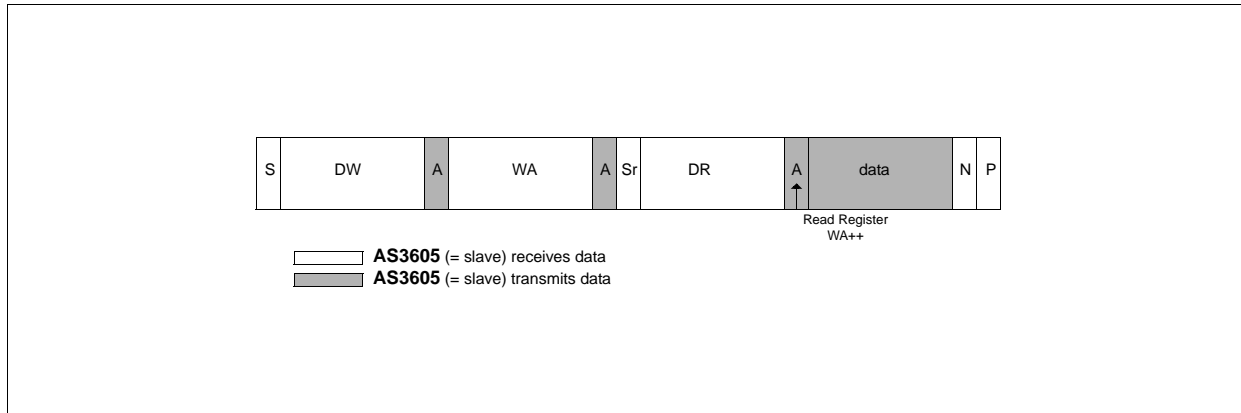 S DW A WA A Sr DR A data N P
Read Register
WA++
AS3605 (= slave) receives data
AS3605 (= slave) transmits data